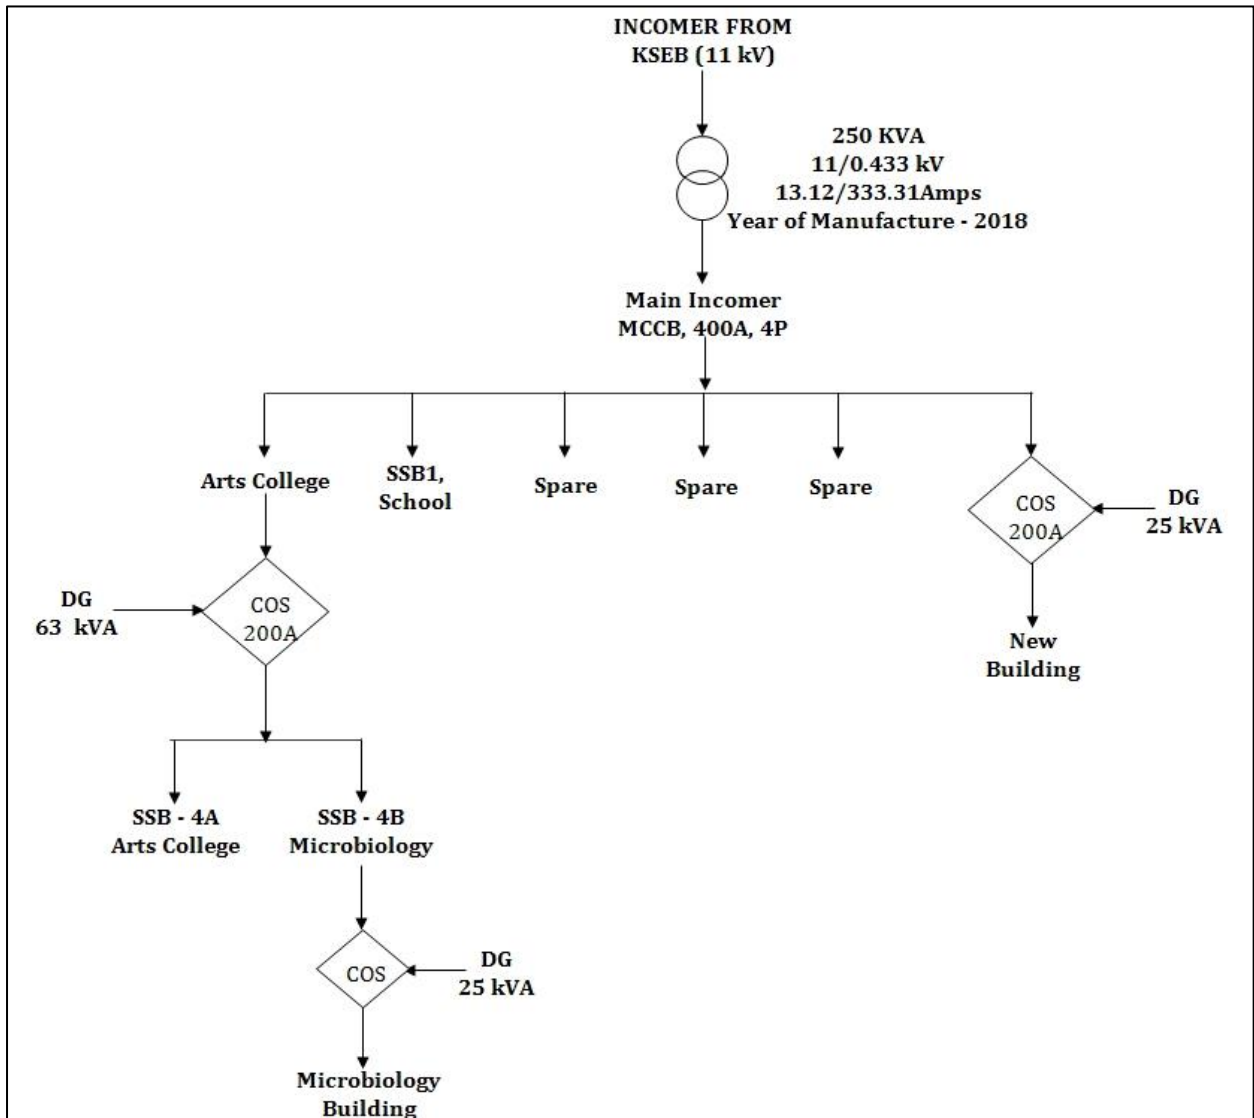 INCOMER FROM
KSEB (11 kV)
250 KVA
11/0.433 kV
13.12/333.31Amps
Year of Manufacture - 2018
Main Incomer
MCCB, 400A, 4P
Arts College
SSB1,
School
Spare
Spare
Spare
COS
200A
DG
25 kVA
DG
63 kVA
COS
200A
New
Building
SSB - 4A
Arts College
SSB - 4B
Microbiology
COS
DG
25 kVA
Microbiology
Building